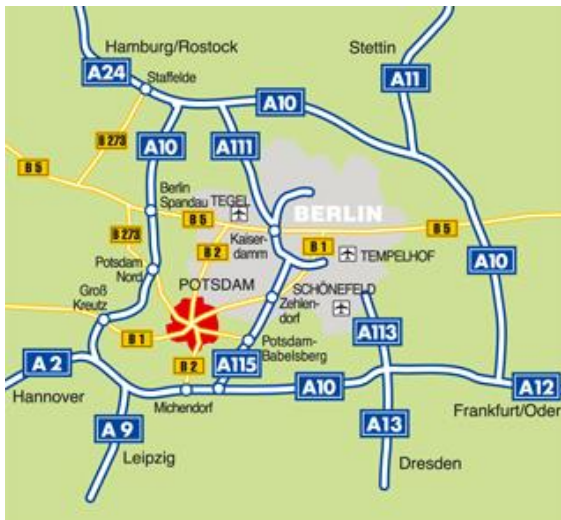 Hamburg/Rostock
Stettin
A24
Staffelde
A11
A10
B 273
A10
A111
B 5
Berlin
Spandau
TEGEL
BERLIN
B 5
B 5
B 273
B 2
Kaiser-
damm
B 1
TEMPELHOF
A10
Potsdam
Nord
POTSDAM
SCHÖNEFELD
Groß
Kreutz
Zehlen-
dorf
A113
B 1
Potsdam-
Babelsberg
A 2
B 2
A115
A10
A12
Hannover
Michendorf
Frankfurt/Oder
A 9
A13
Leipzig
Dresden